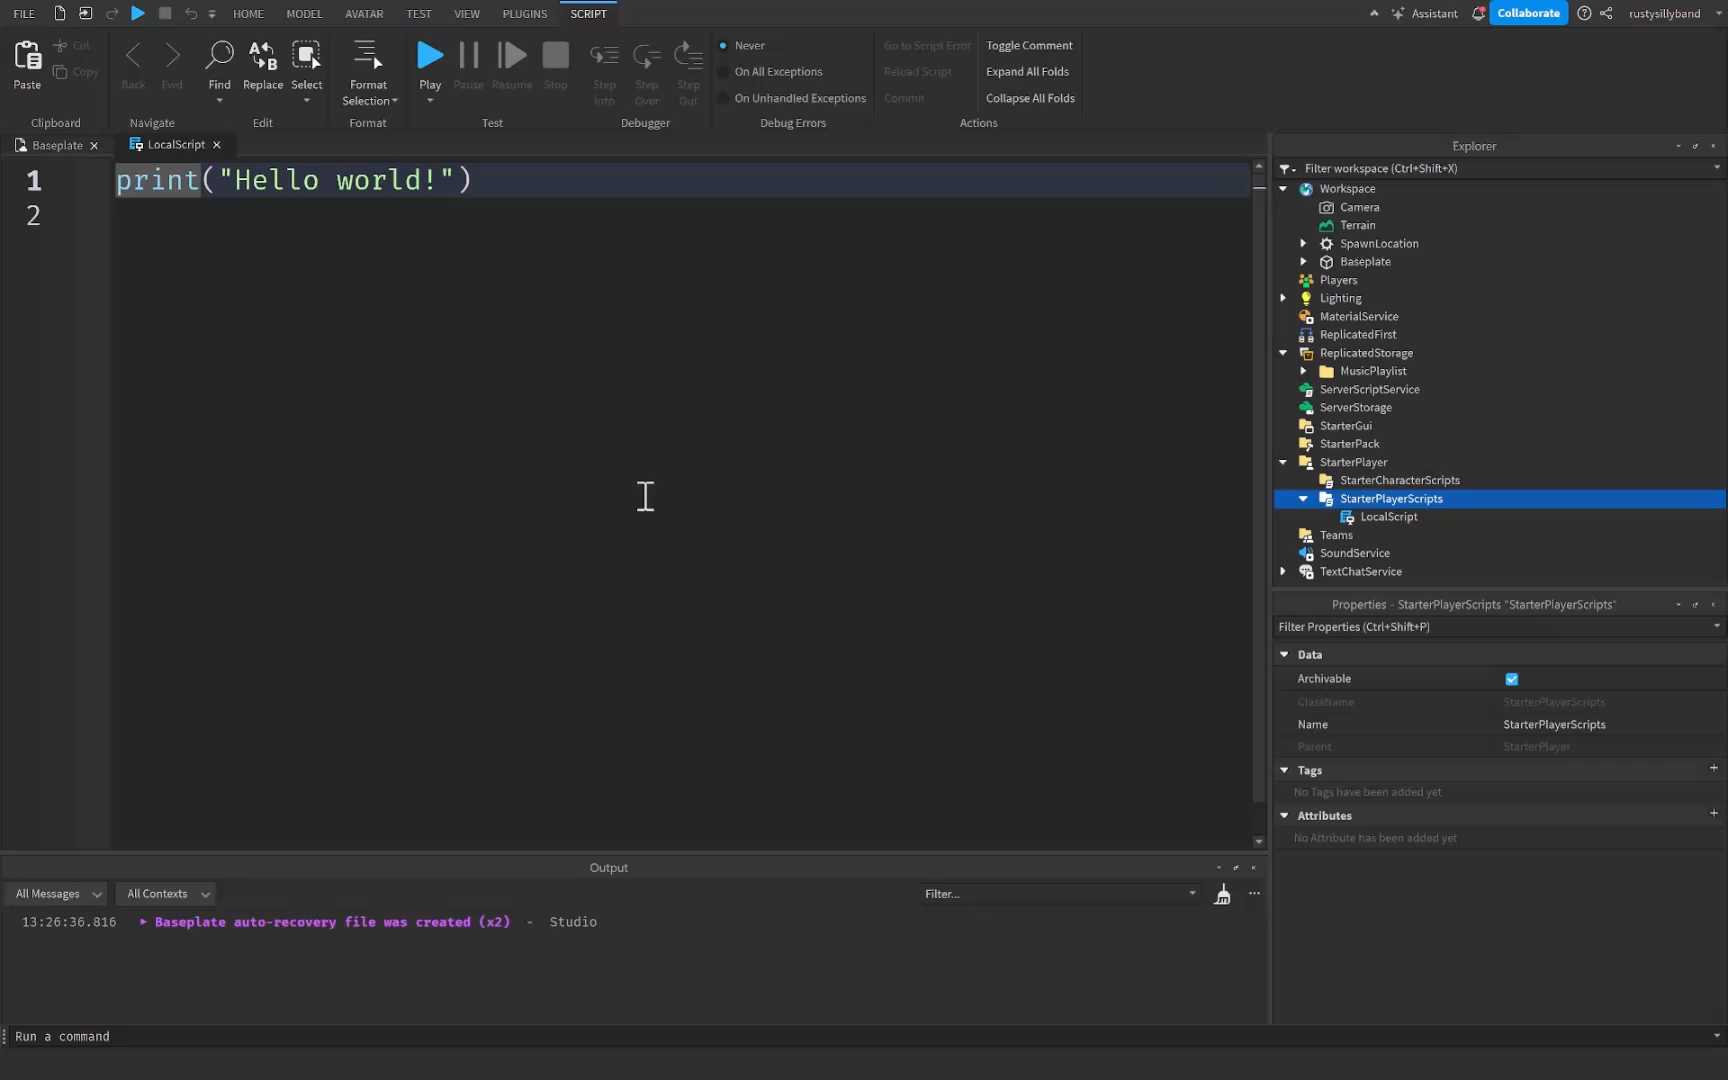 FILE HOME MODEL AVATAR TEST VIEW PLUGINS SCRIPT Assistant Collaborate rustysillyband
Paste Cut Copy
Clipboard
Back Fwd
Navigate
Find Replace Select
Edit
Format Selection
Format
Play Pause Resume Stop
Test
Step Into Step Over Step Out
Debugger
Never
On All Exceptions
On Unhandled Exceptions
Debug Errors
Go to Script Error
Reload Script
Commit
Toggle Comment
Expand All Folds
Collapse All Folds
Actions
Baseplate LocalScript
1 print("Hello world!")
2
Explorer
Filter workspace (Ctrl+Shift+X)
Workspace
Camera
Terrain
SpawnLocation
Baseplate
Players
Lighting
MaterialService
ReplicatedFirst
ReplicatedStorage
MusicPlaylist
ServerScriptService
ServerStorage
StarterGui
StarterPack
StarterPlayer
StarterCharacterScripts
StarterPlayerScripts
LocalScript
Teams
SoundService
TextChatService
Properties - StarterPlayerScripts "StarterPlayerScripts"
Filter Properties (Ctrl+Shift+P)
Data
Archivable
ClassName StarterPlayerScripts
Name StarterPlayerScripts
Parent StarterPlayer
Tags
No Tags have been added yet
Attributes
No Attribute has been added yet
Output
All Messages All Contexts Filter...
13:26:36.816 Baseplate auto-recovery file was created (x2) - Studio
Run a command